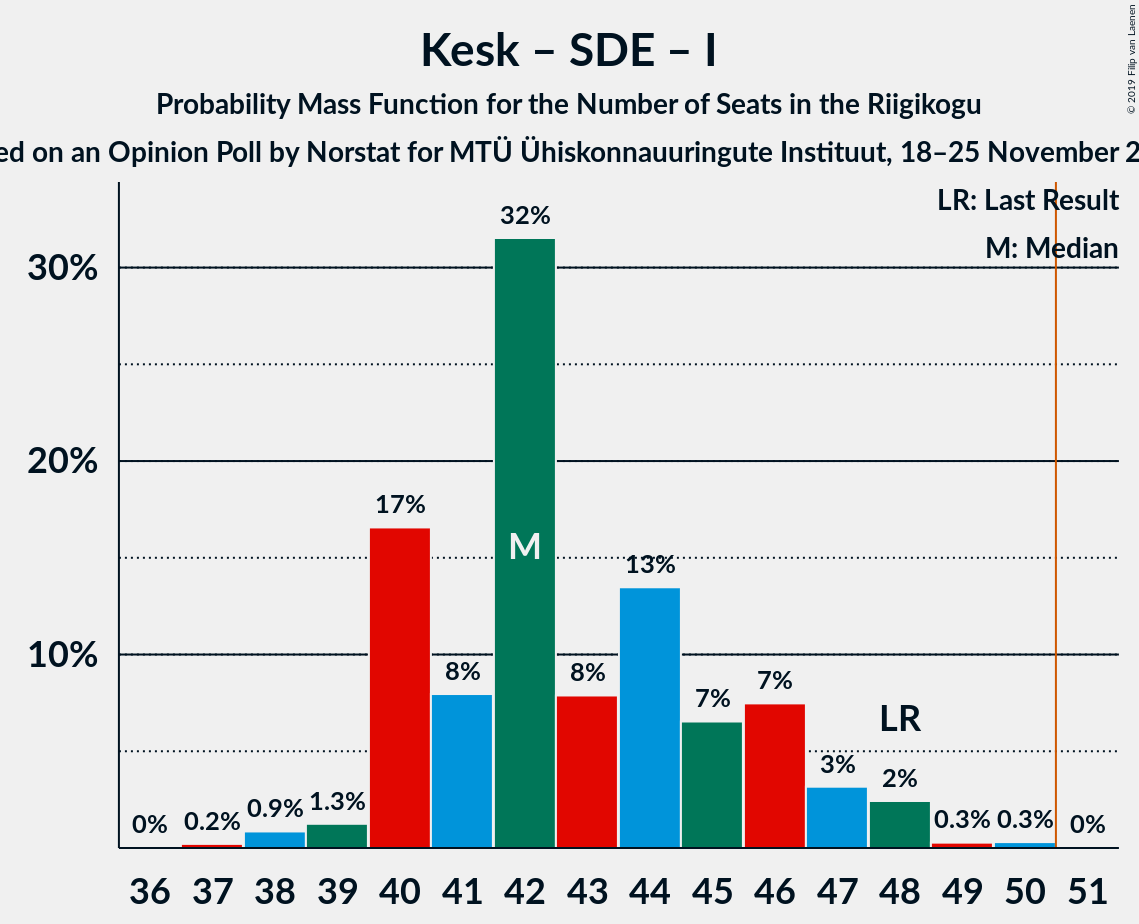 Kesk – SDE – I
Probability Mass Function for the Number of Seats in the Riigikogu
on an Opinion Poll by Norstat for MTÜ Ühiskonnauuringute Instituut, 18–25 November
© 2019 Filip van Laenen
LR: Last Result
M: Median
30%
20%
10%
0%
0.2%
0.9%
1.3%
17%
8%
32%
8%
13%
7%
7%
3%
2%
0.3%
0.3%
0%
M
LR
36 37 38 39 40 41 42 43 44 45 46 47 48 49 50 51